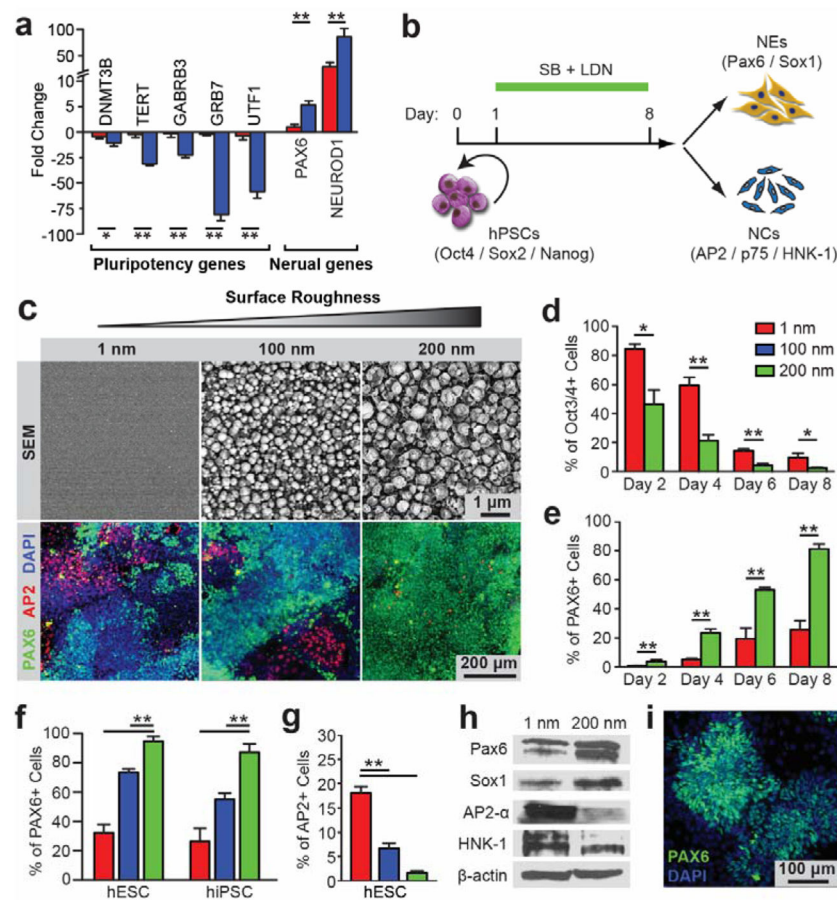 a
Fold Change
100
50
10
5
0
-25
-50
-75
-100
DNMT3B
TERT
GABRB3
GRB7
UTF1
PAX6
NEUROD1
**
**
*
**
**
**
**
Pluripotency genes
Nerual genes
b
SB + LDN
Day:
0
1
8
hPSCs
(Oct4 / Sox2 / Nanog)
NEs
(Pax6 / Sox1)
NCs
(AP2 / p75 / HNK-1)
c
Surface Roughness
1 nm
100 nm
200 nm
SEM
1 µm
PAX6 AP2 DAPI
200 µm
d
% of Oct3/4+ Cells
100
80
60
40
20
0
*
**
**
*
1 nm
100 nm
200 nm
Day 2
Day 4
Day 6
Day 8
e
% of PAX6+ Cells
100
80
60
40
20
0
**
**
**
**
Day 2
Day 4
Day 6
Day 8
f
% of PAX6+ Cells
100
80
60
40
20
0
**
**
hESC
hiPSC
g
% of AP2+ Cells
30
25
20
15
10
5
0
**
hESC
h
1 nm
200 nm
Pax6
Sox1
AP2-α
HNK-1
β-actin
i
PAX6
DAPI
100 µm